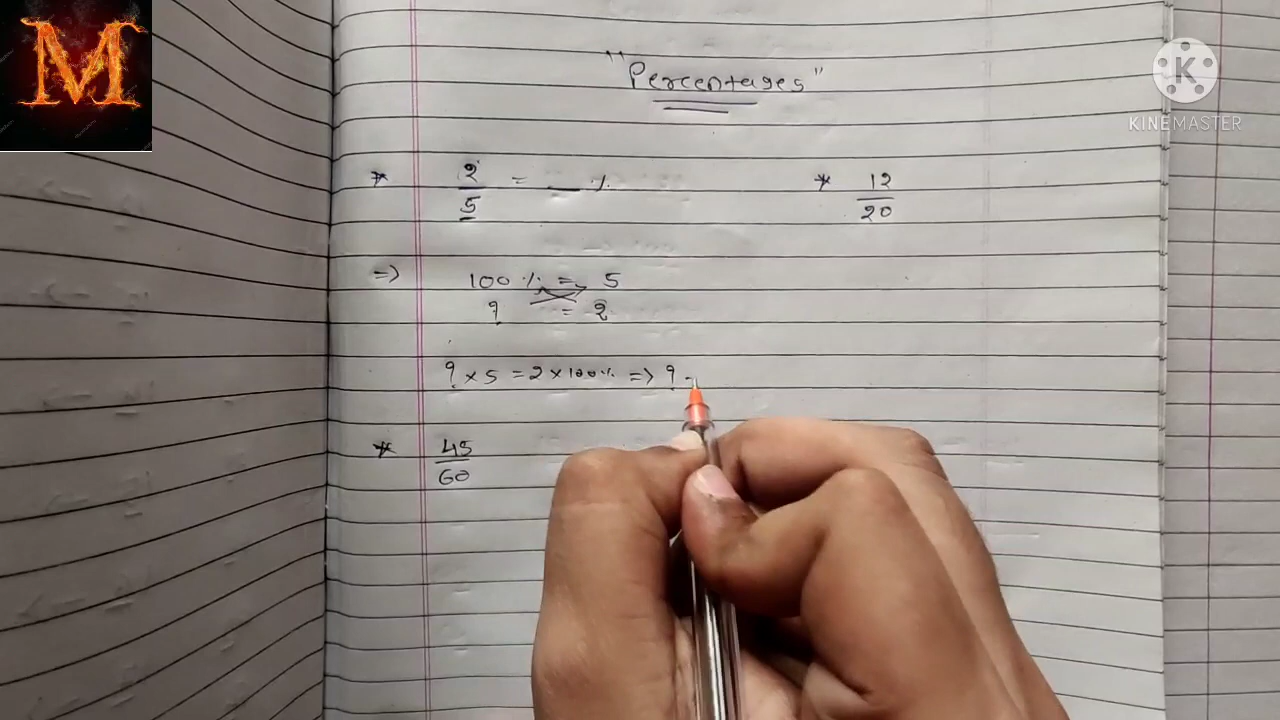 M
K
KINEMASTER
"Percentages"
* 2/5 = __ %
* 12/20
=> 100 % = 5
? = 2
? × 5 = 2 × 100% => ? -
* 45/60